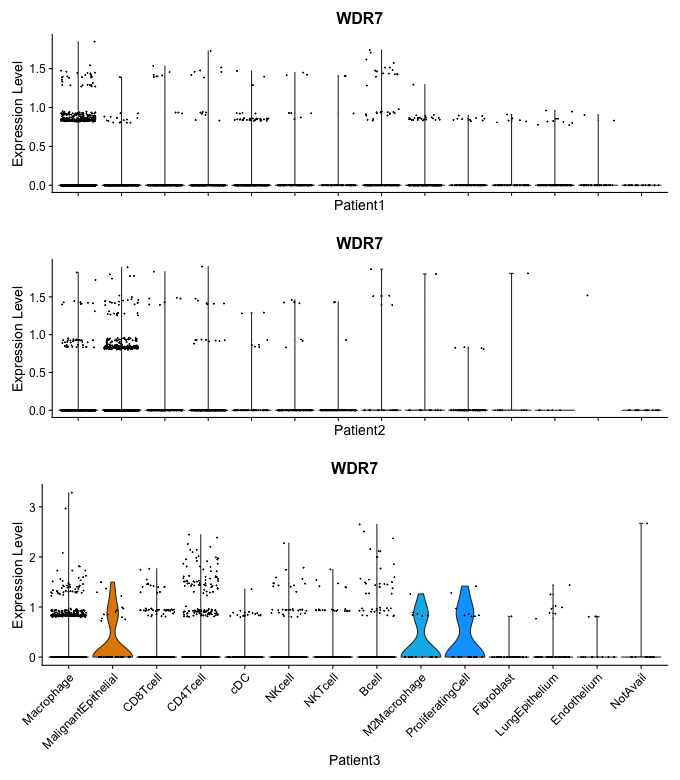 WDR7
Expression Level
1.5
1.0
0.5
0.0
Patient1
WDR7
Expression Level
1.5
1.0
0.5
0.0
Patient2
WDR7
Expression Level
3
2
1
0
Macrophage
MalignantEpithelial
CD8Tcell
CD4Tcell
cDC
NKcell
NKTcell
Bcell
M2Macrophage
ProliferatingCell
Fibroblast
LungEpithelium
Endothelium
NotAvail
Patient3